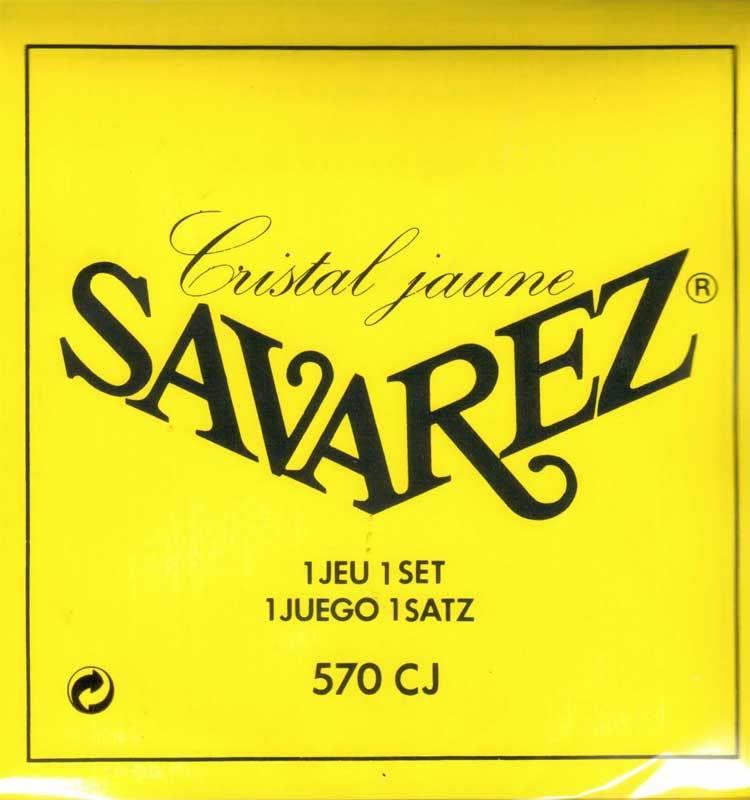 Cristal jaune
SAVAREZ®
1 JEU 1 SET
1 JUEGO 1 SATZ
570 CJ